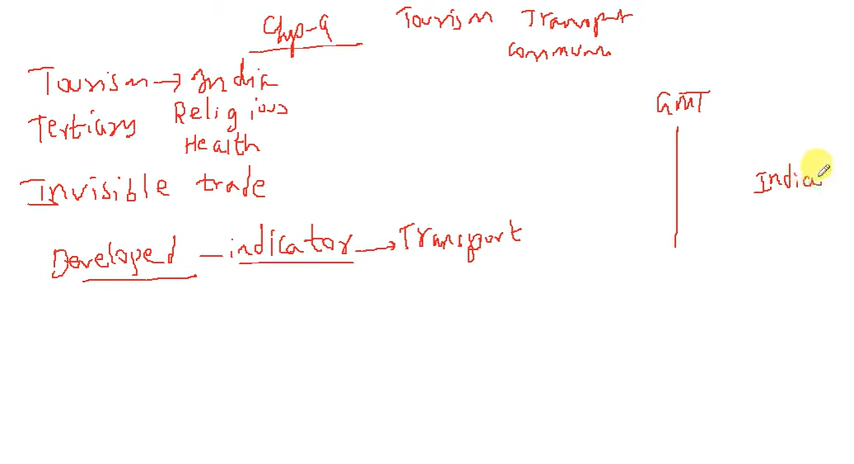 Chp-9
Tourism Transport
Commun
Tourism → India
Tertiary Religious
Health
Invisible trade
Developed - indicator → Transport
GMT
India